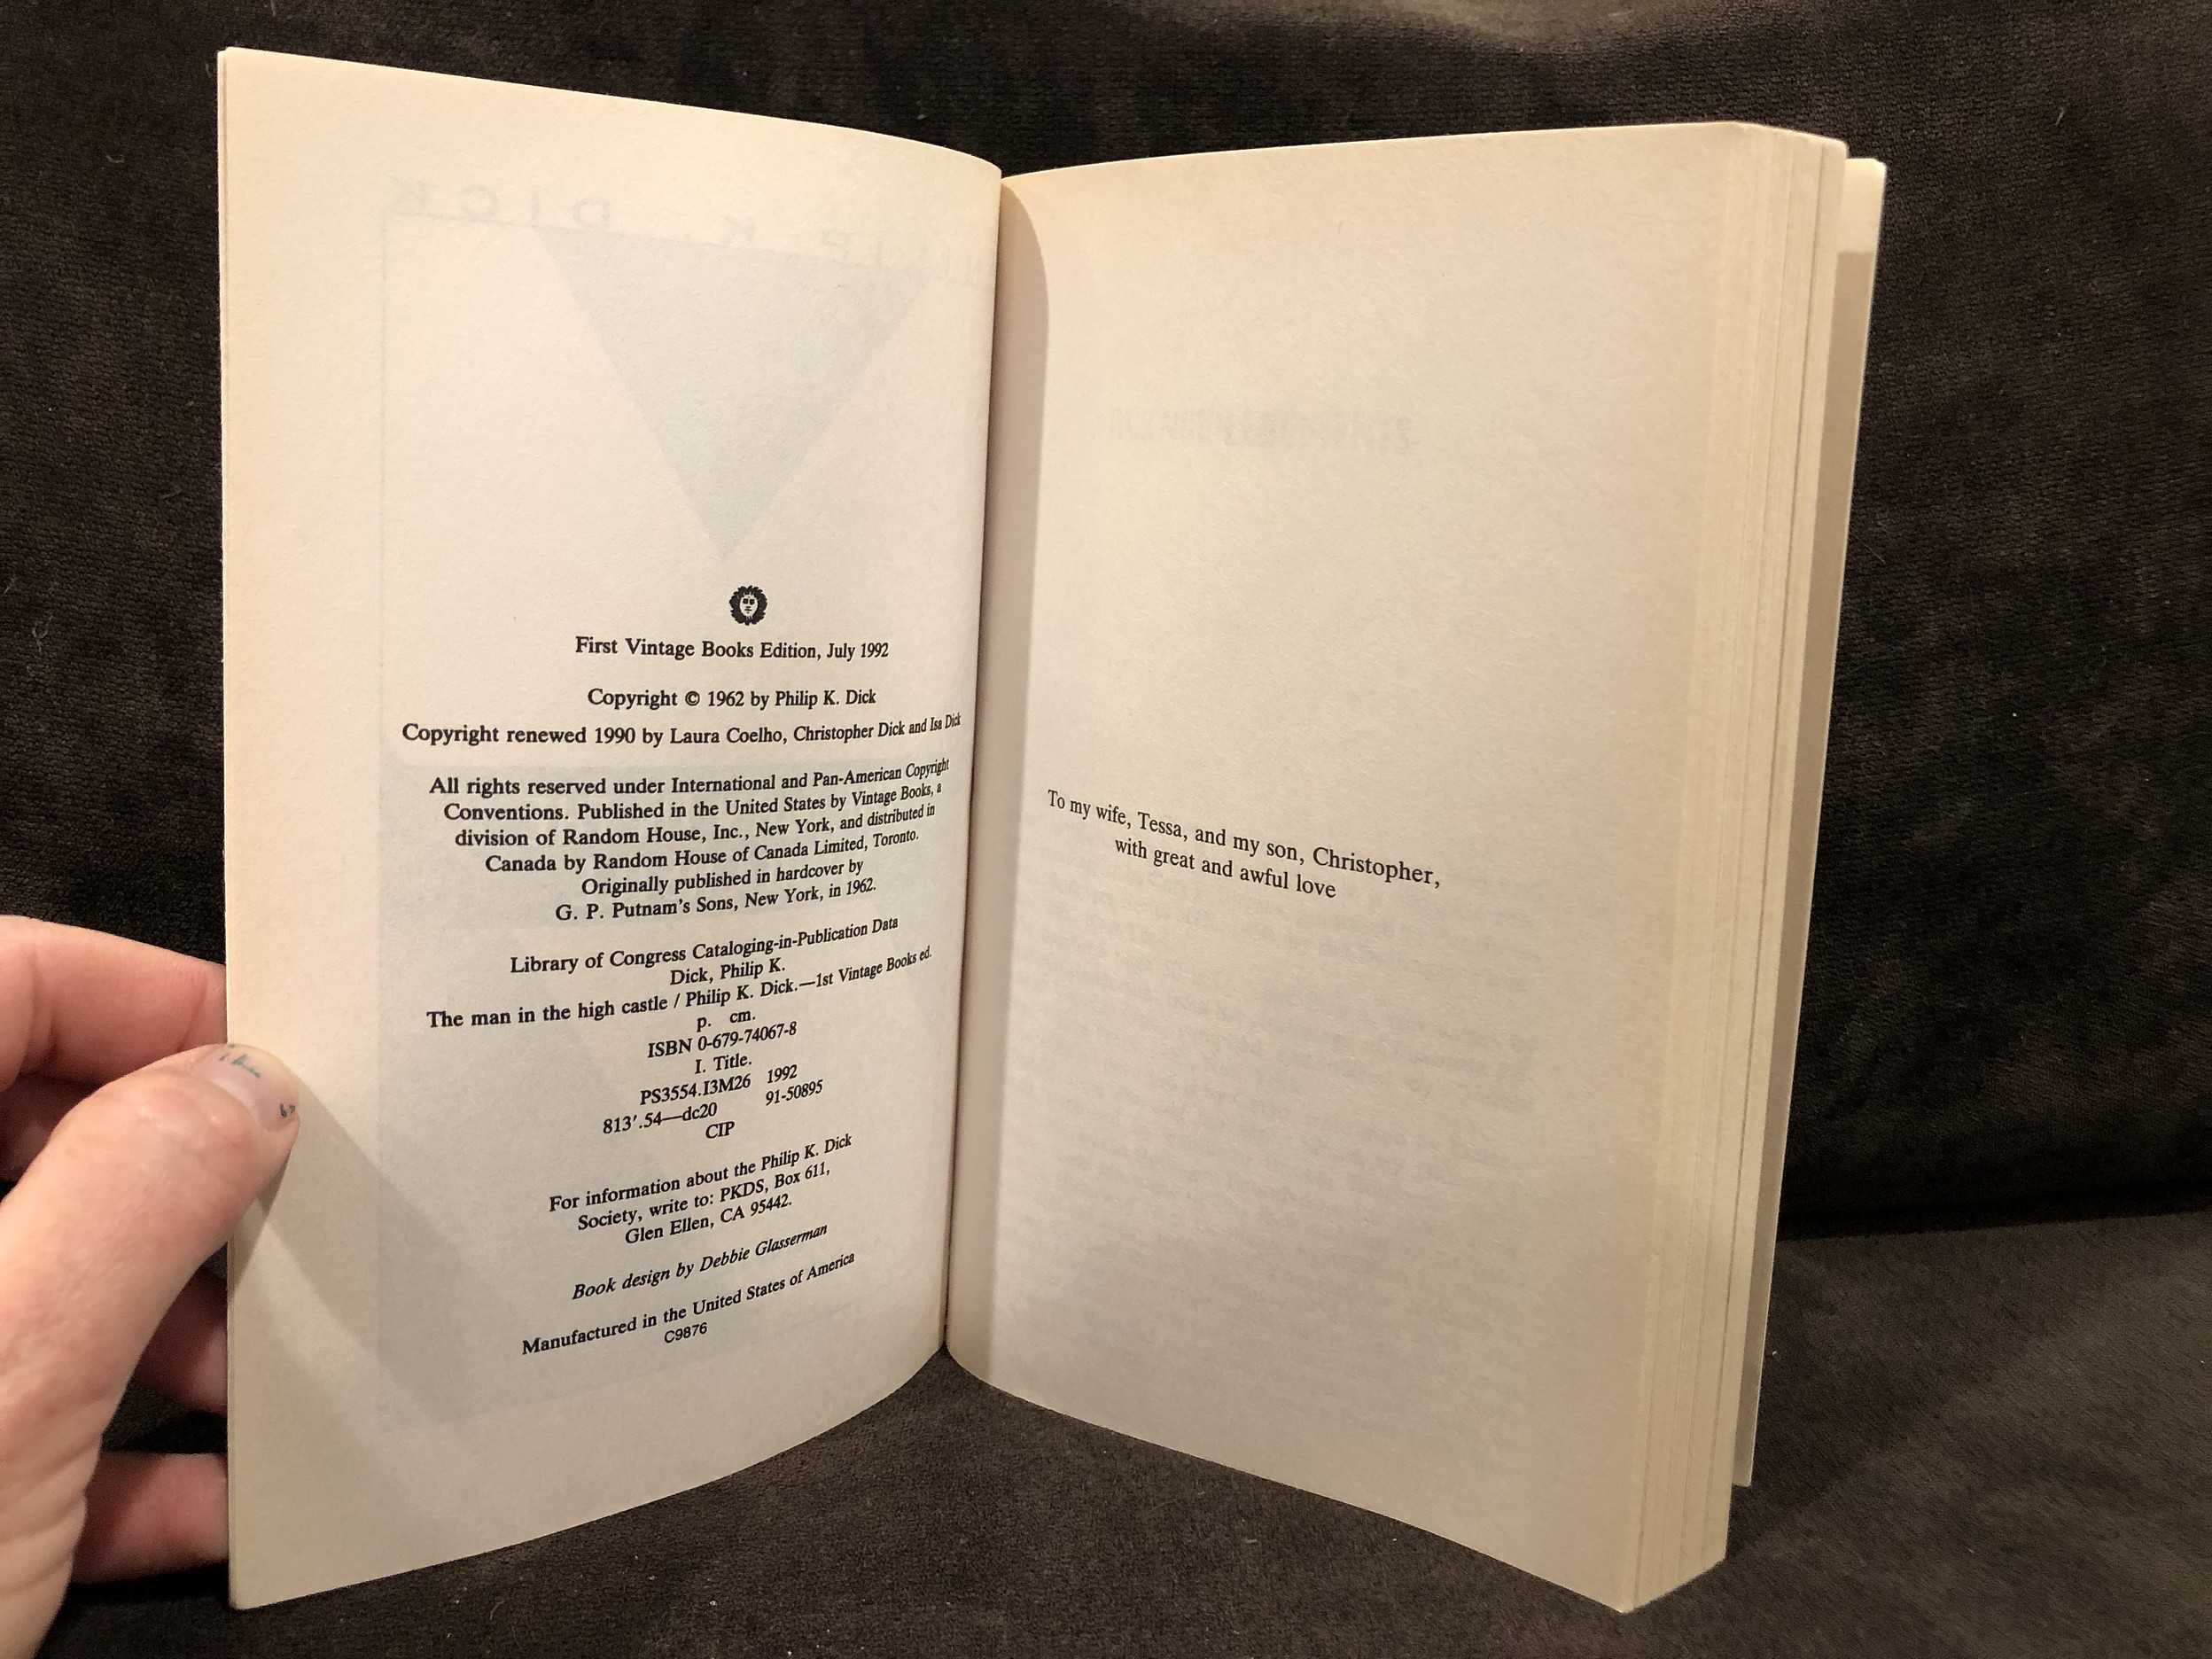 First Vintage Books Edition, July 1992
Copyright © 1962 by Philip K. Dick
Copyright renewed 1990 by Laura Coelho, Christopher Dick and Isa Dick
All rights reserved under International and Pan-American Copyright
Conventions. Published in the United States by Vintage Books, a
division of Random House, Inc., New York, and distributed in
Canada by Random House of Canada Limited, Toronto.
Originally published in hardcover by
G. P. Putnam's Sons, New York, in 1962.
Library of Congress Cataloging-in-Publication Data
Dick, Philip K.
The man in the high castle / Philip K. Dick.—1st Vintage Books ed.
p. cm.
ISBN 0-679-74067-8
I. Title.
PS3554.I3M26 1992
813'.54—dc20 91-50895
CIP
For information about the Philip K. Dick
Society, write to: PKDS, Box 611,
Glen Ellen, CA 95442.
Book design by Debbie Glasserman
Manufactured in the United States of America
C9876
To my wife, Tessa, and my son, Christopher,
with great and awful love